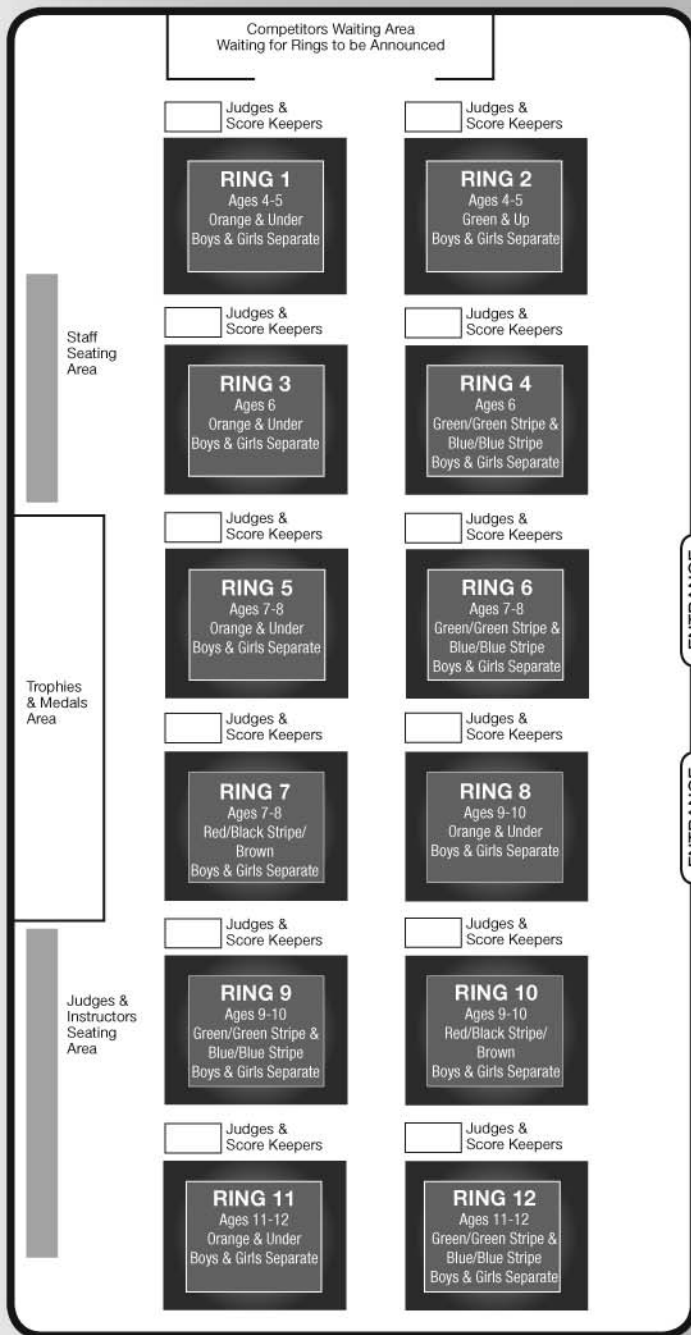 Competitors Waiting Area
Waiting for Rings to be Announced
Judges &
Score Keepers
Judges &
Score Keepers
RING 1
Ages 4-5
Orange & Under
Boys & Girls Separate
RING 2
Ages 4-5
Green & Up
Boys & Girls Separate
Staff
Seating
Area
Judges &
Score Keepers
Judges &
Score Keepers
RING 3
Ages 6
Orange & Under
Boys & Girls Separate
RING 4
Ages 6
Green/Green Stripe &
Blue/Blue Stripe
Boys & Girls Separate
Judges &
Score Keepers
Judges &
Score Keepers
RING 5
Ages 7-8
Orange & Under
Boys & Girls Separate
RING 6
Ages 7-8
Green/Green Stripe &
Blue/Blue Stripe
Boys & Girls Separate
ENTRANCE
Trophies
& Medals
Area
Judges &
Score Keepers
Judges &
Score Keepers
RING 7
Ages 7-8
Red/Black Stripe/
Brown
Boys & Girls Separate
RING 8
Ages 9-10
Orange & Under
Boys & Girls Separate
ENTRANCE
Judges &
Score Keepers
Judges &
Score Keepers
Judges &
Instructors
Seating
Area
RING 9
Ages 9-10
Green/Green Stripe &
Blue/Blue Stripe
Boys & Girls Separate
RING 10
Ages 9-10
Red/Black Stripe/
Brown
Boys & Girls Separate
Judges &
Score Keepers
Judges &
Score Keepers
RING 11
Ages 11-12
Orange & Under
Boys & Girls Separate
RING 12
Ages 11-12
Green/Green Stripe &
Blue/Blue Stripe
Boys & Girls Separate